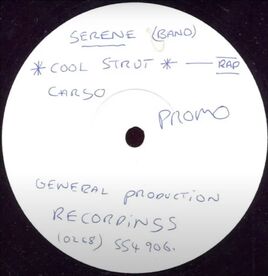 SERENE (BAND)
* COOL STRUT * — RAP
CARSO
PROMO
GENERAL PRODUCTION
RECORDINGS
(0268) 554906.